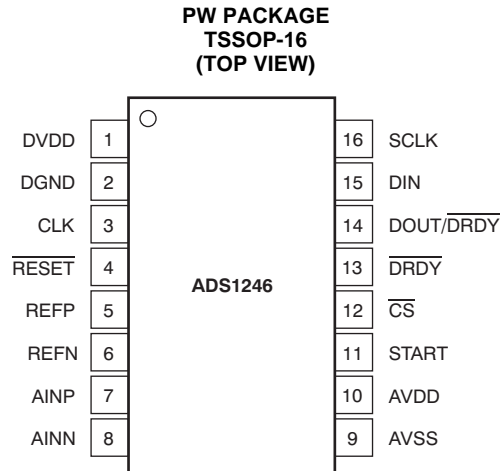 PW PACKAGE
TSSOP-16
(TOP VIEW)
DVDD 1 16 SCLK
DGND 2 15 DIN
CLK 3 14 DOUT/DRDY
RESET 4 13 DRDY
ADS1246
REFP 5 12 CS
REFN 6 11 START
AINP 7 10 AVDD
AINN 8 9 AVSS